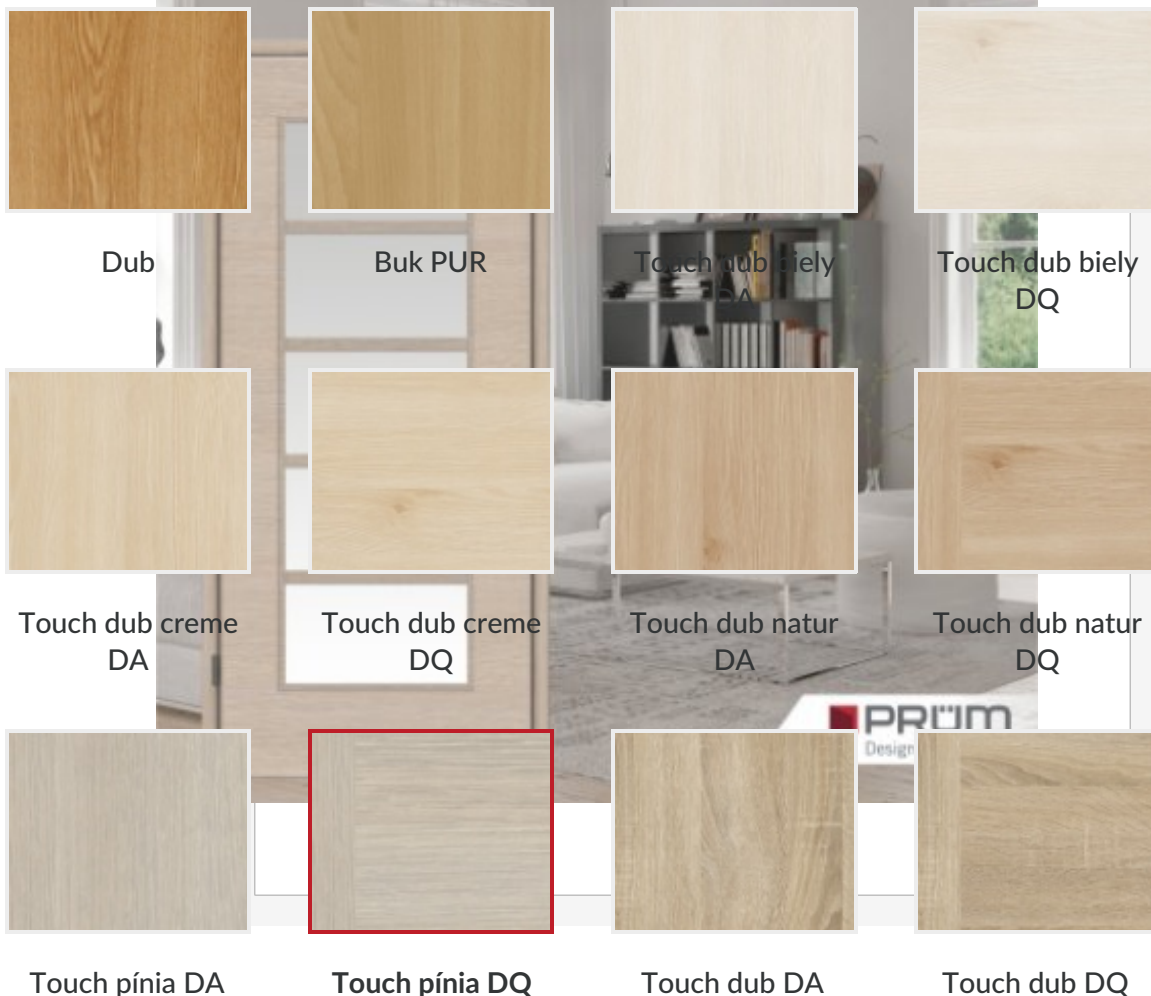 Dub
Buk PUR
Touch dub biely
DA
Touch dub biely
DQ
Touch dub creme
DA
Touch dub creme
DQ
Touch dub natur
DA
Touch dub natur
DQ
PRÜM
Design
Touch pínia DA
Touch pínia DQ
Touch dub DA
Touch dub DQ